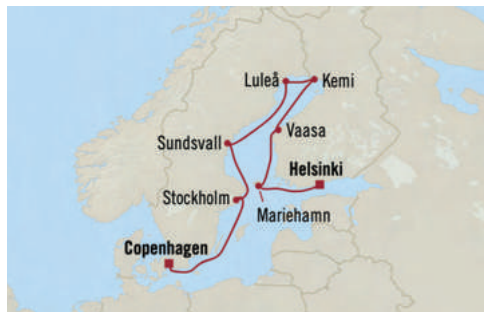 Luleå
Kemi
Vaasa
Sundsvall
Helsinki
Stockholm
Mariehamn
Copenhagen